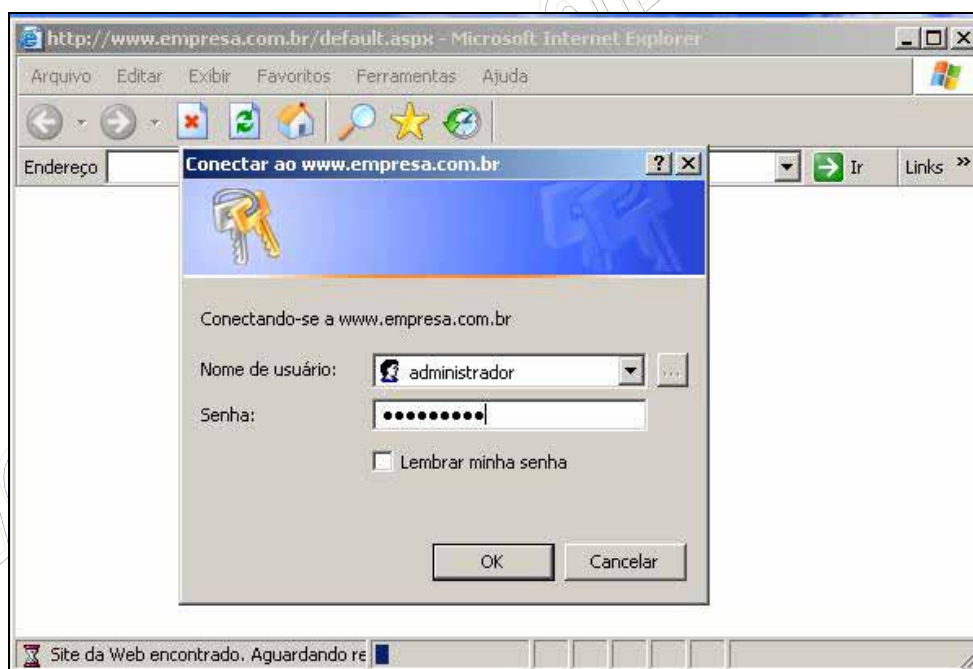 http://www.empresa.com.br/default.aspx - Microsoft Internet Explorer
Arquivo Editar Exibir Favoritos Ferramentas Ajuda
Endereço Ir Links »
Conectar ao www.empresa.com.br
Conectando-se a www.empresa.com.br
Nome de usuário: administrador
Senha: •••••••••
Lembrar minha senha
OK Cancelar
Site da Web encontrado. Aguardando re